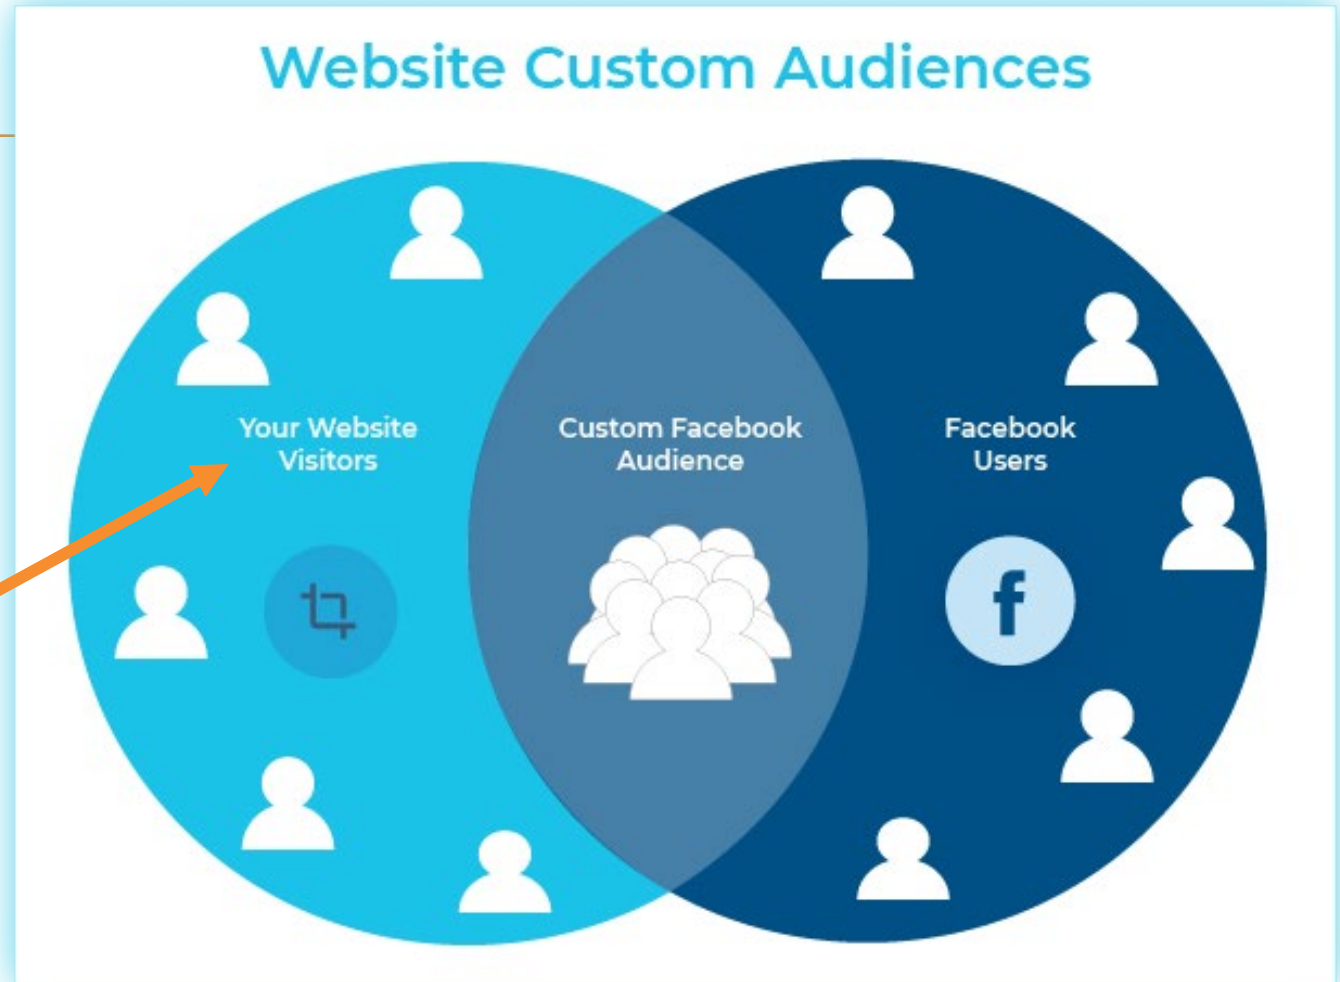 Website Custom Audiences
Your Website
Visitors
Custom Facebook
Audience
Facebook
Users
f